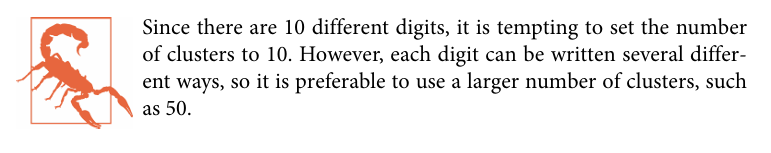 Since there are 10 different digits, it is tempting to set the number
of clusters to 10. However, each digit can be written several differ-
ent ways, so it is preferable to use a larger number of clusters, such
as 50.